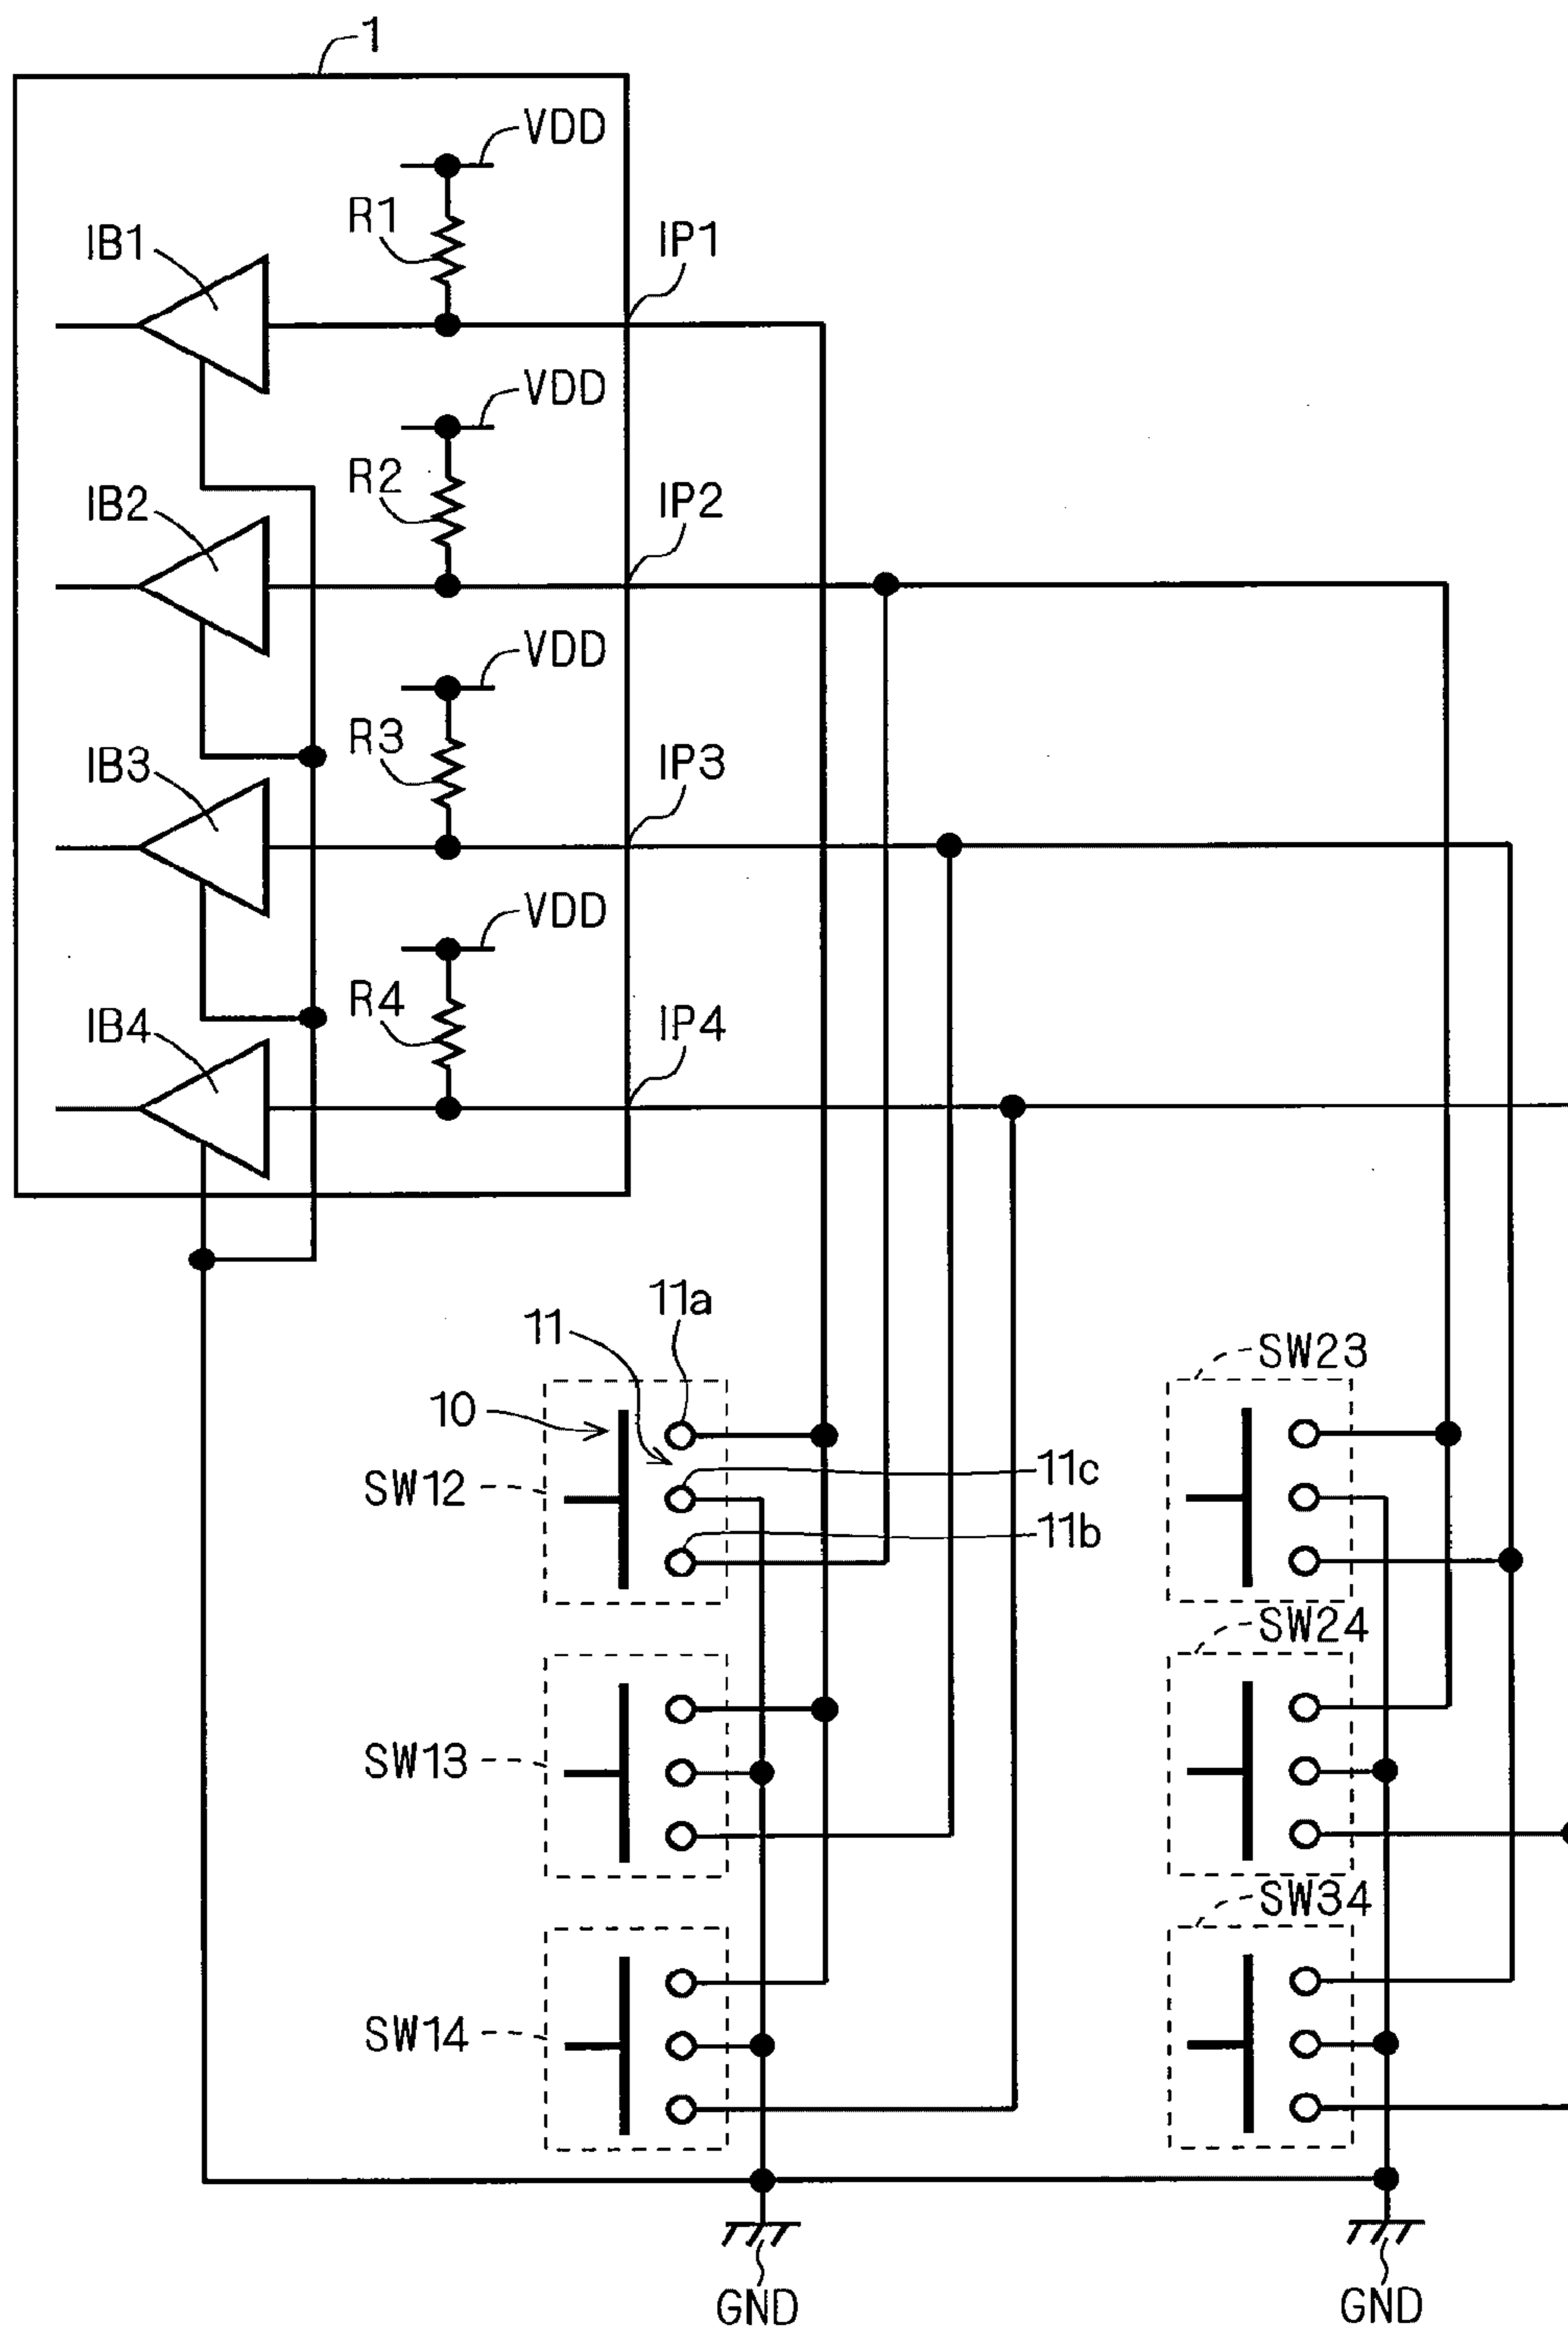 1
VDD
R1
IB1
IP1
VDD
R2
IB2
IP2
VDD
R3
IB3
IP3
VDD
R4
IB4
IP4
11a
11
SW23
10
11c
SW12
11b
SW24
SW13
SW34
SW14
GND
GND